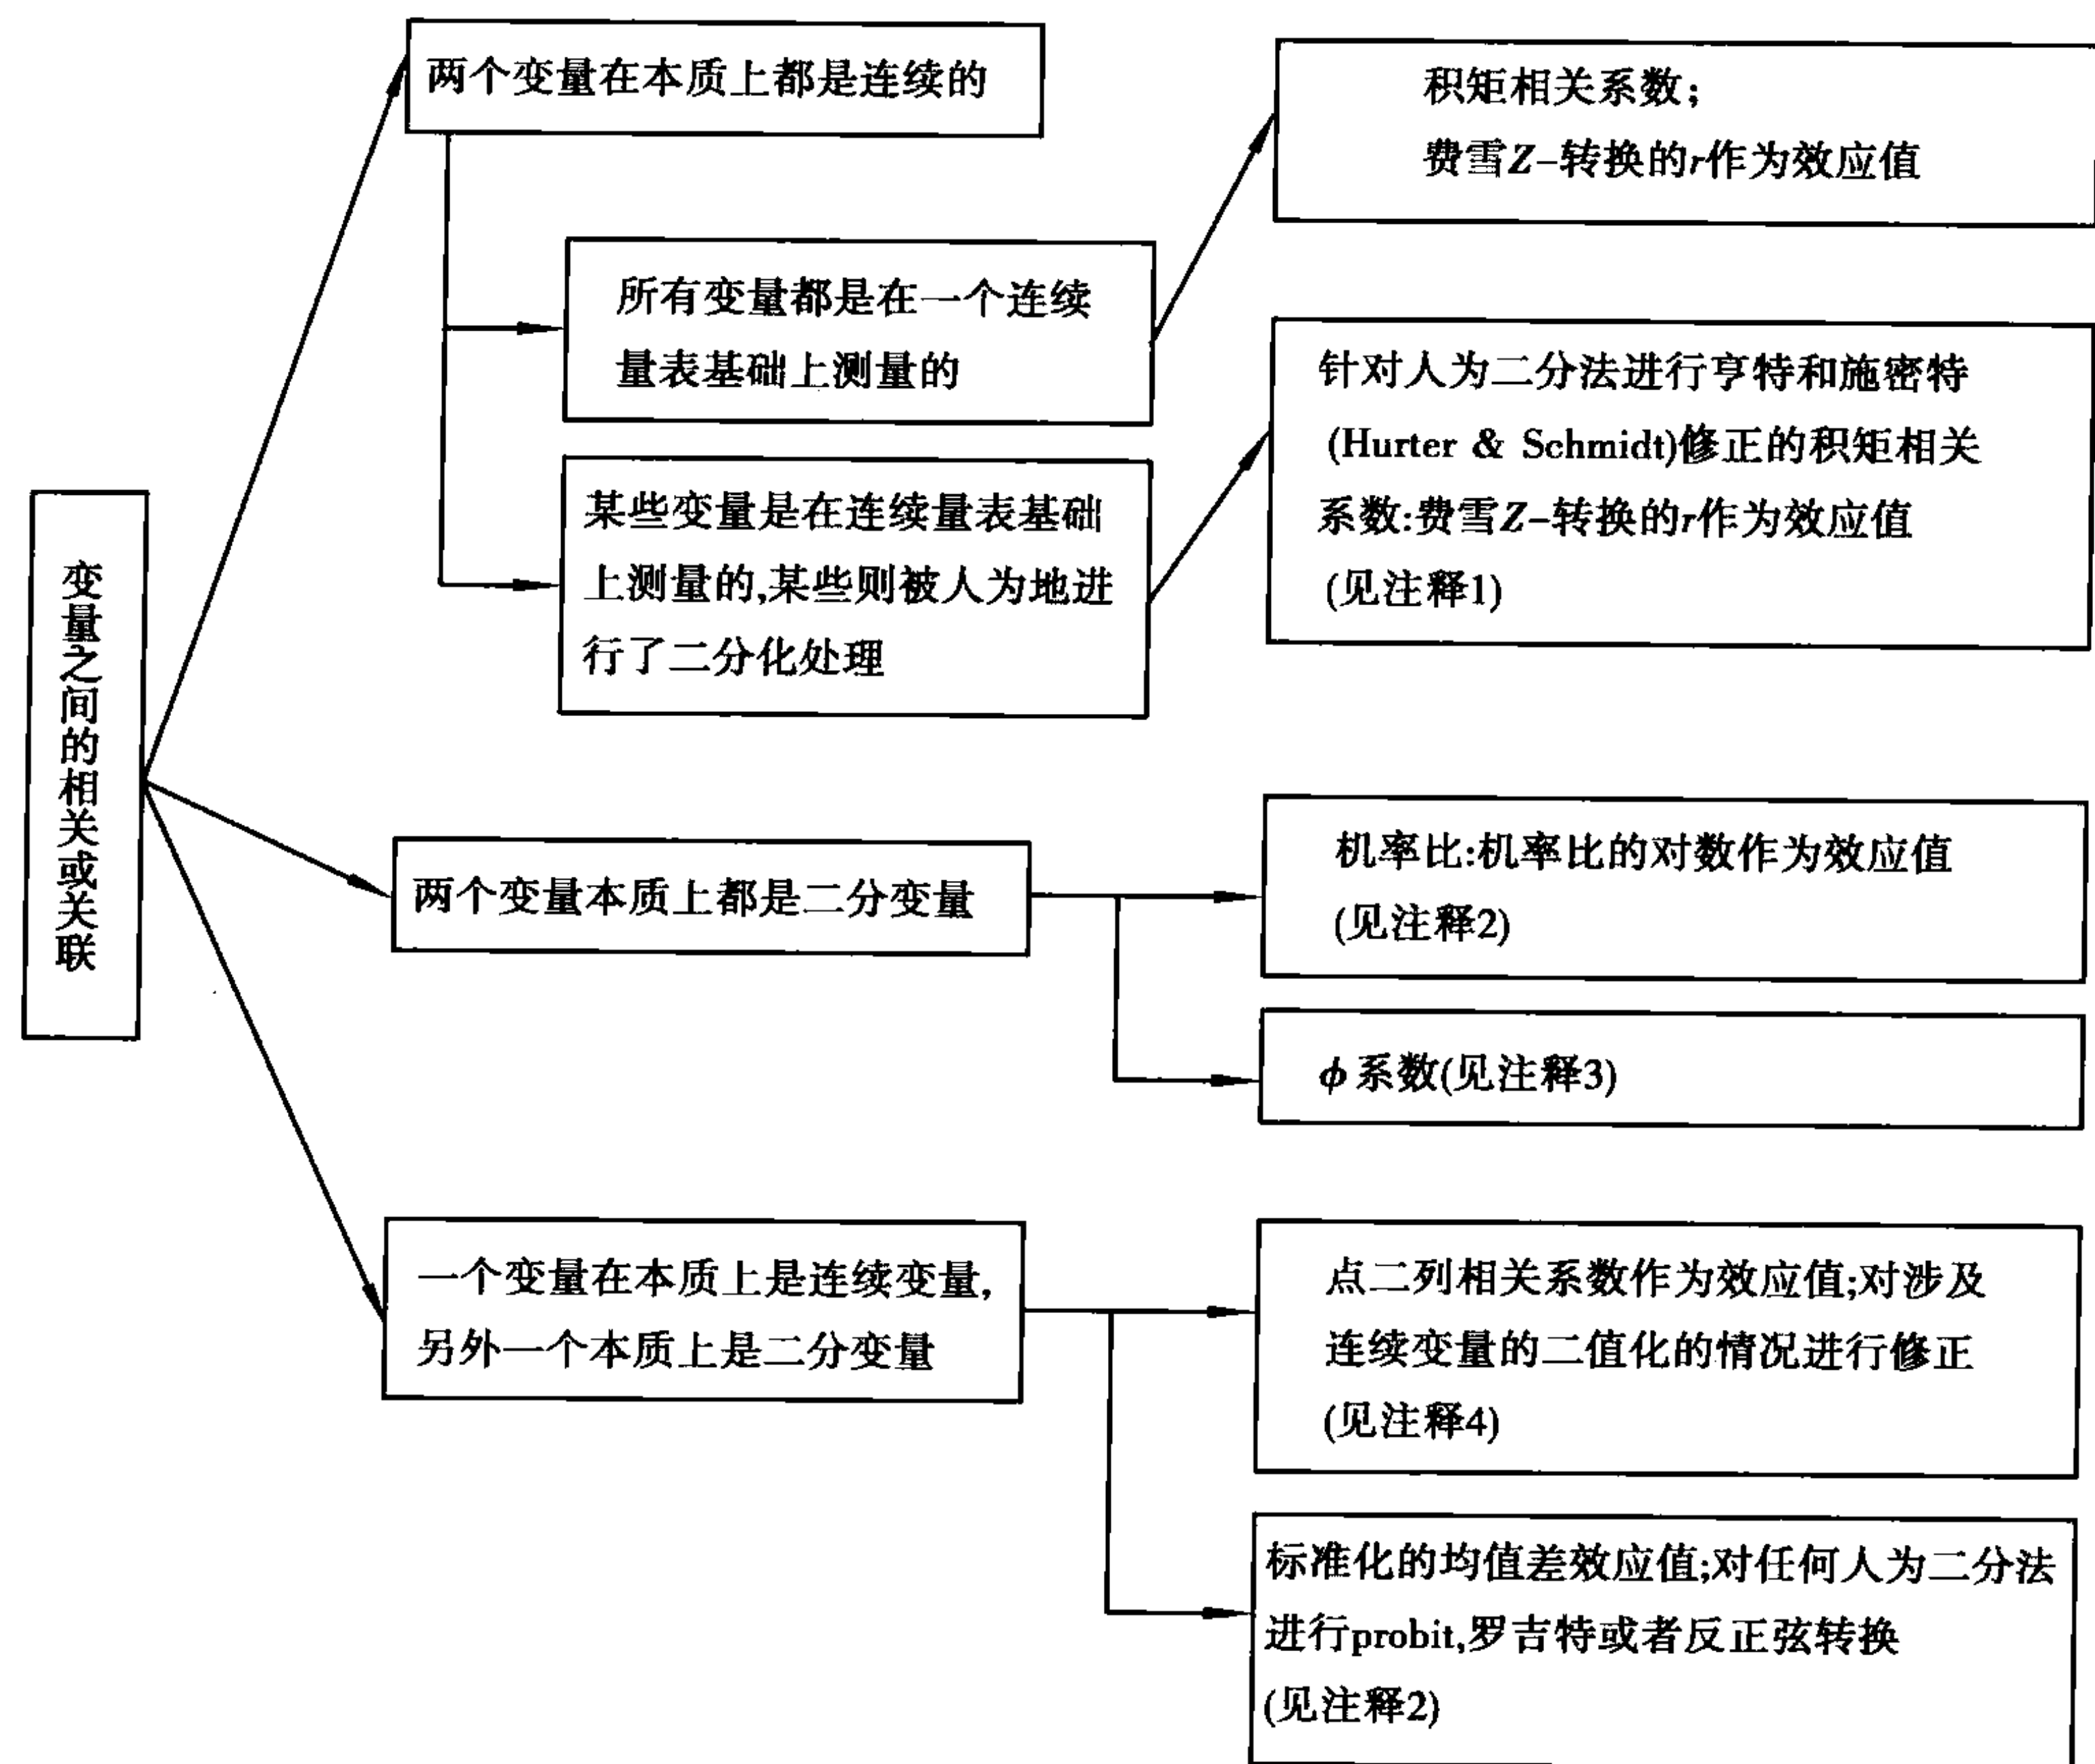 变量之间的相关或关联
两个变量在本质上都是连续的
所有变量都是在一个连续
量表基础上测量的
积矩相关系数;
费雪Z-转换的r作为效应值
某些变量是在连续量表基础
上测量的,某些则被人为地进
行了二分化处理
针对人为二分法进行亨特和施密特
(Hurter & Schmidt)修正的积矩相关
系数:费雪Z-转换的r作为效应值
(见注释1)
两个变量本质上都是二分变量
机率比:机率比的对数作为效应值
(见注释2)
ϕ系数(见注释3)
一个变量在本质上是连续变量,
另外一个本质上是二分变量
点二列相关系数作为效应值;对涉及
连续变量的二值化的情况进行修正
(见注释4)
标准化的均值差效应值;对任何人为二分法
进行probit,罗吉特或者反正弦转换
(见注释2)